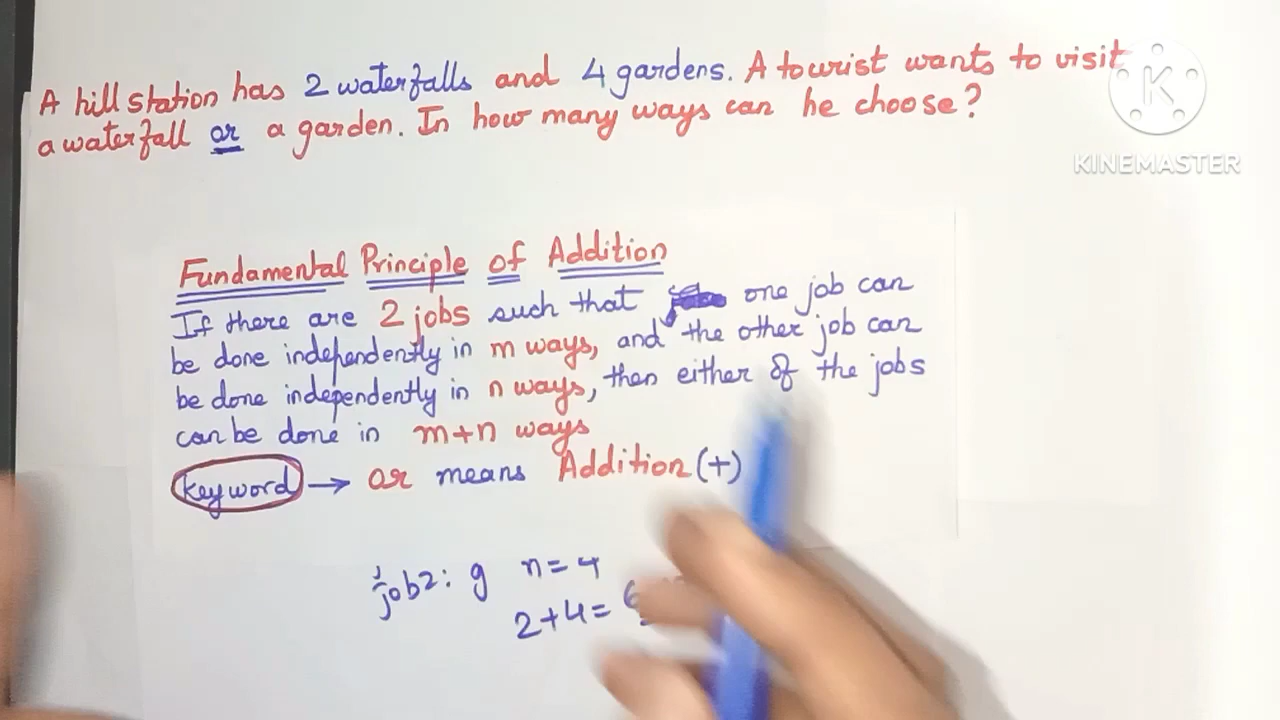 A hill station has 2 waterfalls and 4 gardens. A tourist wants to visit
a waterfall or a garden. In how many ways can he choose?
KINEMASTER
Fundamental Principle of Addition
If there are 2 jobs such that one job can
be done independently in m ways, and the other job can
be done independently in n ways, then either of the jobs
can be done in m+n ways
Keyword → or means Addition (+)
job2: g n=4
2+4= 6